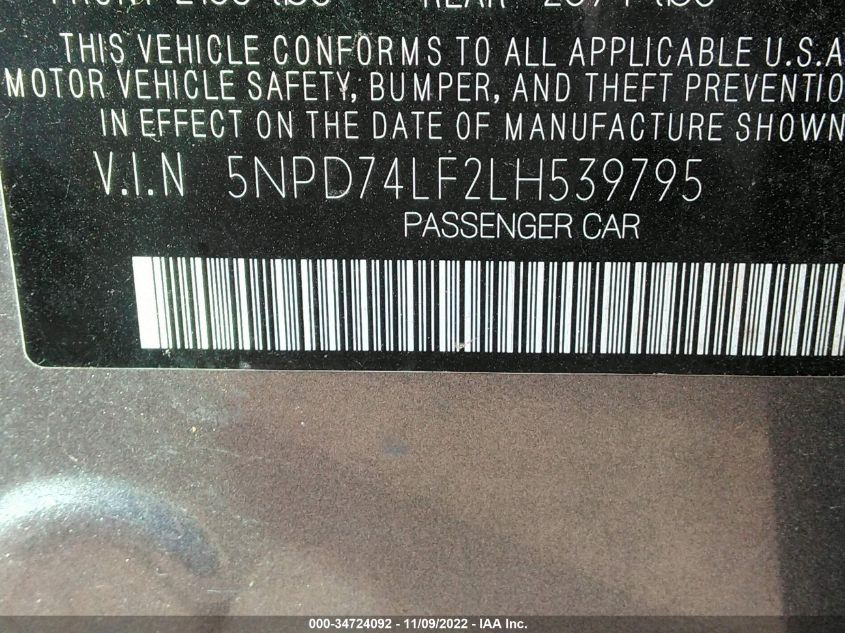 THIS VEHICLE CONFORMS TO ALL APPLICABLE U.S.A
MOTOR VEHICLE SAFETY, BUMPER, AND THEFT PREVENTIO
IN EFFECT ON THE DATE OF MANUFACTURE SHOWN
V.I.N 5NPD74LF2LH539795
PASSENGER CAR
000-34724092 - 11/09/2022 - IAA Inc.